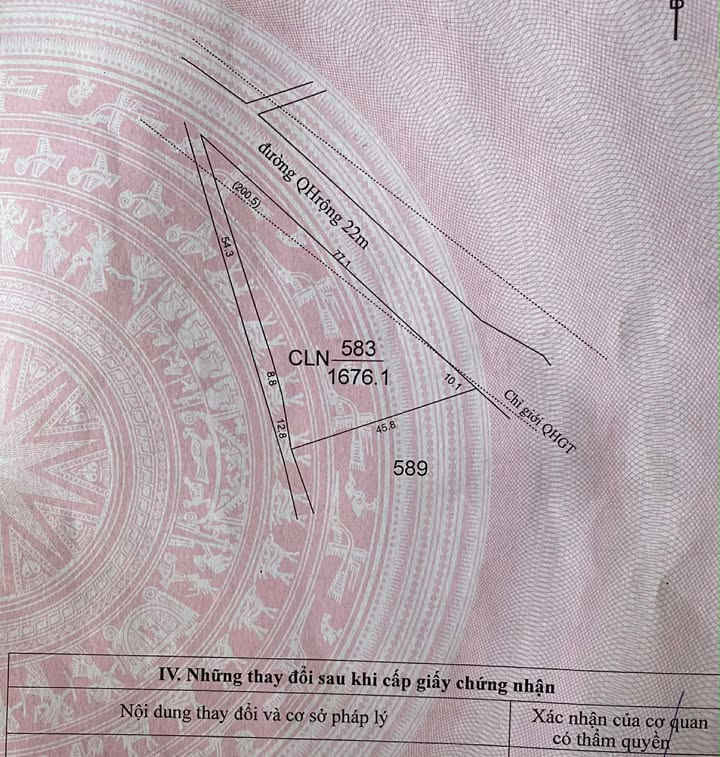 đường QHrộng 22m
(200.5)
77.1
54.3
CLN 583
1676.1
8.8
10.1
12.8
45.8
Chỉ giới QHGT
589
IV. Những thay đổi sau khi cấp giấy chứng nhận
Nội dung thay đổi và cơ sở pháp lý
Xác nhận của cơ quan
có thẩm quyền